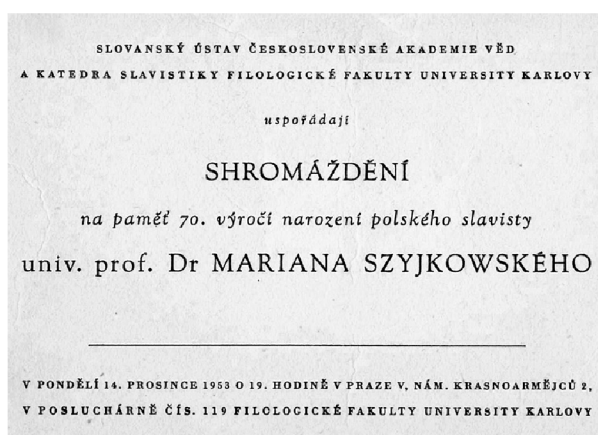 SLOVANSKÝ ÚSTAV ČESKOSLOVENSKÉ AKADEMIE VĚD
A KATEDRA SLAVISTIKY FILOLOGICKÉ FAKULTY UNIVERSITY KARLOVY
uspořádají
SHROMÁŽDĚNÍ
na paměť 70. výročí narození polského slavisty
univ. prof. Dr MARIANA SZYJKOWSKÉHO
V PONDĚLÍ 14. PROSINCE 1953 O 19. HODINĚ V PRAZE V, NÁM. KRASNOARMĚJCŮ 2,
V POSLUCHÁRNĚ ČÍS. 119 FILOLOGICKÉ FAKULTY UNIVERSITY KARLOVY